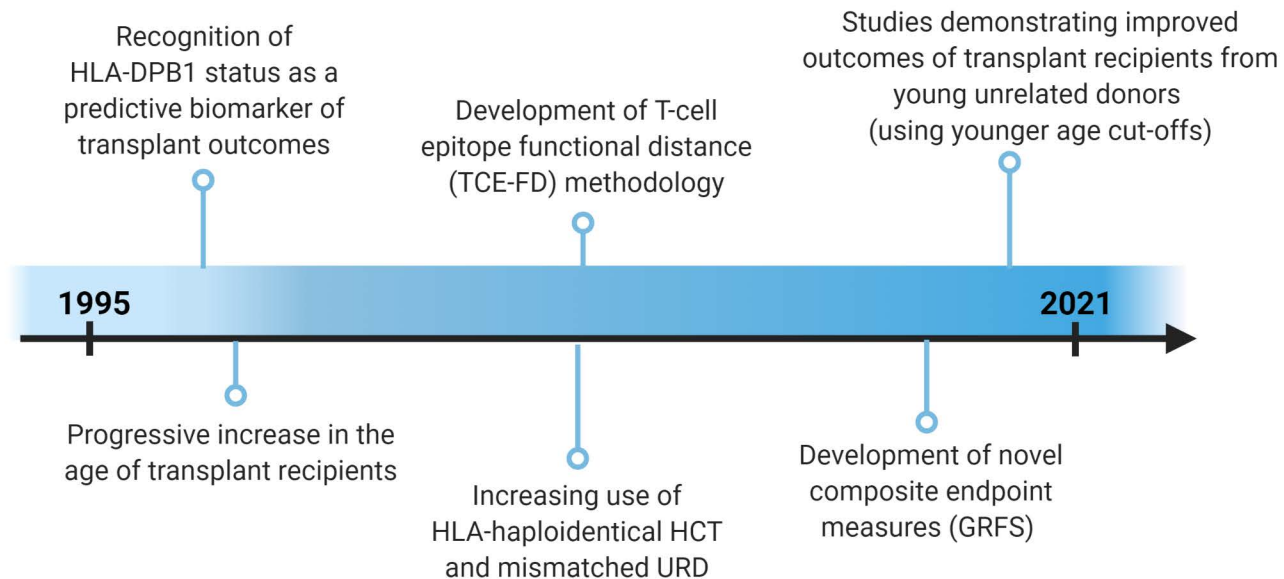 Recognition of
HLA-DPB1 status as a
predictive biomarker of
transplant outcomes
Development of T-cell
epitope functional distance
(TCE-FD) methodology
Studies demonstrating improved
outcomes of transplant recipients from
young unrelated donors
(using younger age cut-offs)
1995
2021
Progressive increase in the
age of transplant recipients
Increasing use of
HLA-haploidentical HCT
and mismatched URD
Development of novel
composite endpoint
measures (GRFS)